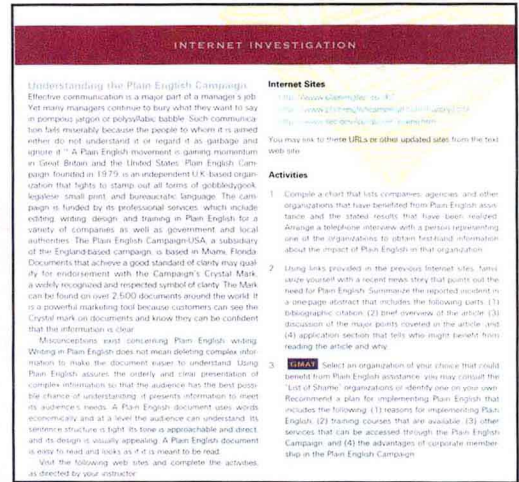 INTERNET INVESTIGATION
Understanding the Plain English Campaign
Effective communication is a major part of a manager's job.
Yet many managers continue to bury what they want to say
in pompous jargon or polysyllabic babble. Such communica-
tion fails miserably because the people to whom it is aimed
either do not understand it or regard it as garbage and
ignore it. A Plain English movement is gaining momentum
in Great Britain and the United States. Plain English Cam-
paign, founded in 1979, is an independent U.K.-based organ-
ization that fights to stamp out all forms of gobbledygook,
legalese, small print, and bureaucratic language. The cam-
paign is funded by its professional services, which include
editing, writing, design, and training in Plain English for a
variety of companies as well as government and local
authorities. The Plain English Campaign-USA, a subsidiary
of the England-based campaign, is based in Miami, Florida.
Documents that achieve a good standard of clarity may qual-
ify for endorsement with the Campaign's Crystal Mark,
a widely recognized and respected symbol of clarity. The Mark
can be found on over 2,500 documents around the world. It
is a powerful marketing tool because customers can see the
Crystal mark on documents and know they can be confident
that the information is clear.
Misconceptions exist concerning Plain English writing.
Writing in Plain English does not mean deleting complex infor-
mation to make the document easier to understand. Using
Plain English assures the orderly and clear presentation of
complex information so that the audience has the best possi-
ble chance of understanding it presents information to meet
its audience's needs. A Plain English document uses words
economically and at a level the audience can understand. Its
sentence structure is tight. Its tone is approachable and direct,
and its design is visually appealing. A Plain English document
is easy to read and looks as if it is meant to be read.
Visit the following web sites and complete the activities
as directed by your instructor.
Internet Sites
You may link to these URLs or other updated sites from the text
web site.
Activities
1 Compile a chart that lists companies, agencies, and other
organizations that have benefited from Plain English assis-
tance and the stated results that have been realized.
Arrange a telephone interview with a person representing
one of the organizations to obtain first-hand information
about the impact of Plain English in that organization.
2 Using links provided in the previous Internet sites, famil-
iarize yourself with a recent news story that points out the
need for Plain English. Summarize the reported incident in
a one-page abstract that includes the following parts: (1)
bibliographic citation, (2) brief overview of the article, (3)
discussion of the major points covered in the article, and
(4) application section that tells who might benefit from
reading the article and why.
3 GMAT Select an organization of your choice that could
benefit from Plain English assistance; you may consult the
"List of Shame" organizations or identify one on your own.
Recommend a plan for implementing Plain English that
includes the following: (1) reasons for implementing Plain
English, (2) training courses that are available, (3) other
services that can be accessed through the Plain English
Campaign, and (4) the advantages of corporate member-
ship in the Plain English Campaign.